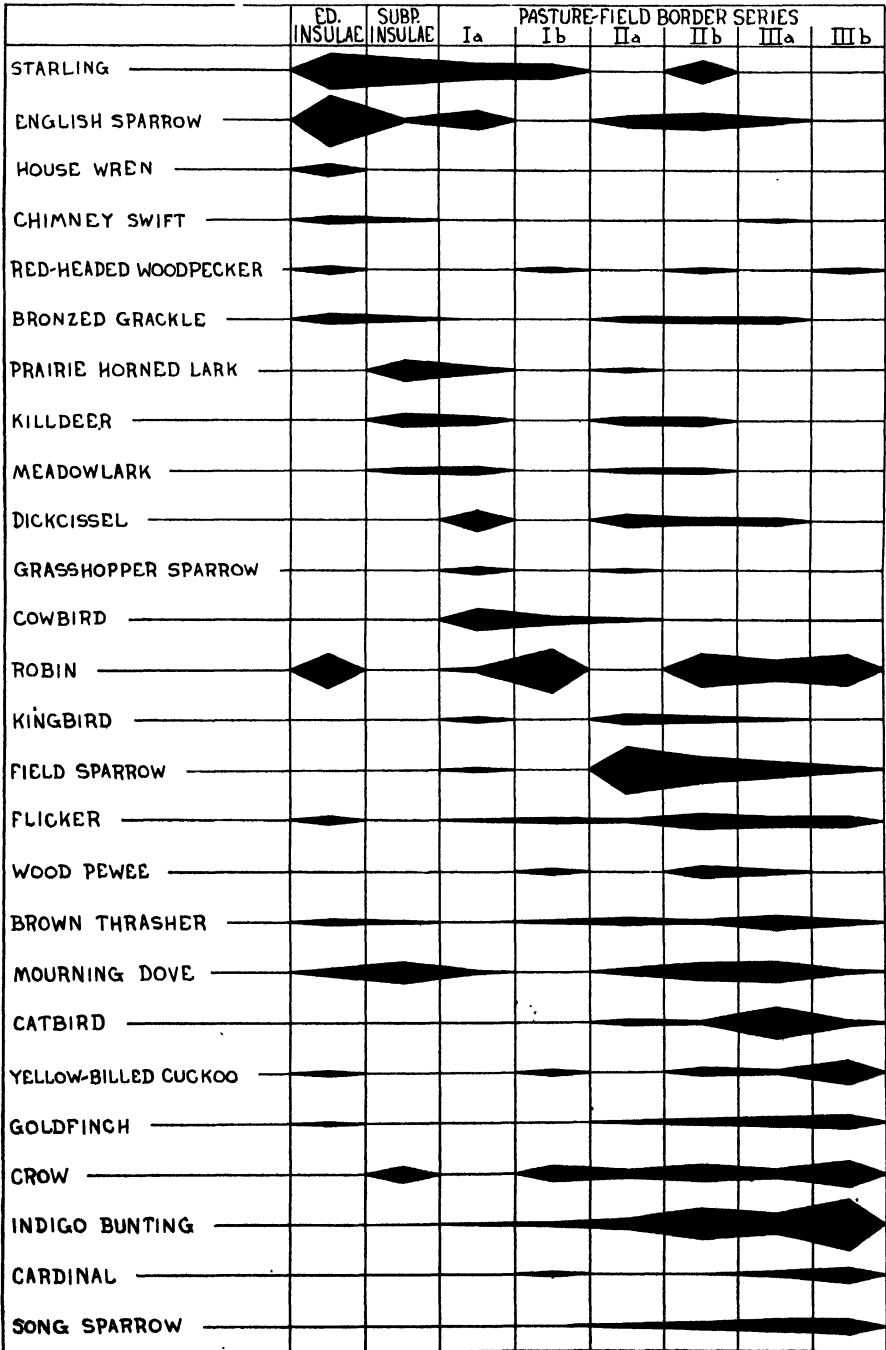 ED. INSULAE
SUBP. INSULAE
PASTURE-FIELD BORDER SERIES
Ia
Ib
IIa
IIb
IIIa
IIIb
STARLING
ENGLISH SPARROW
HOUSE WREN
CHIMNEY SWIFT
RED-HEADED WOODPECKER
BRONZED GRACKLE
PRAIRIE HORNED LARK
KILLDEER
MEADOWLARK
DICKCISSEL
GRASSHOPPER SPARROW
COWBIRD
ROBIN
KINGBIRD
FIELD SPARROW
FLICKER
WOOD PEWEE
BROWN THRASHER
MOURNING DOVE
CATBIRD
YELLOW-BILLED CUCKOO
GOLDFINCH
CROW
INDIGO BUNTING
CARDINAL
SONG SPARROW